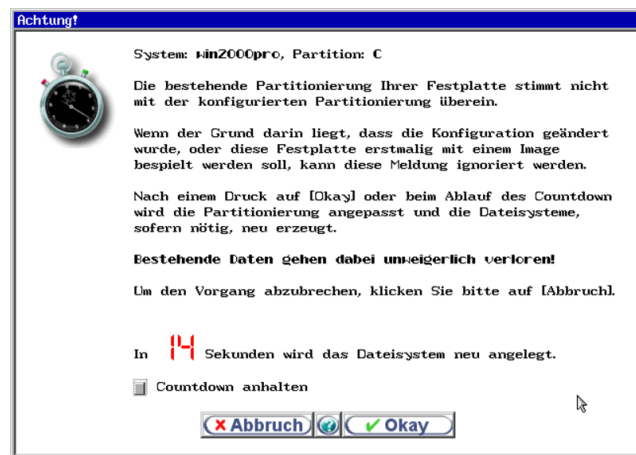 Achtung!
System: win2000pro, Partition: C
Die bestehende Partitionierung Ihrer Festplatte stimmt nicht
mit der konfigurierten Partitionierung überein.
Wenn der Grund darin liegt, dass die Konfiguration geändert
wurde, oder diese Festplatte erstmalig mit einem Image
bespielt werden soll, kann diese Meldung ignoriert werden.
Nach einem Druck auf [Okay] oder beim Ablauf des Countdown
wird die Partitionierung angepasst und die Dateisysteme,
sofern nötig, neu erzeugt.
Bestehende Daten gehen dabei unweigerlich verloren!
Um den Vorgang abzubrechen, klicken Sie bitte auf [Abbruch].
In 14 Sekunden wird das Dateisystem neu angelegt.
Countdown anhalten
Abbruch ? Okay